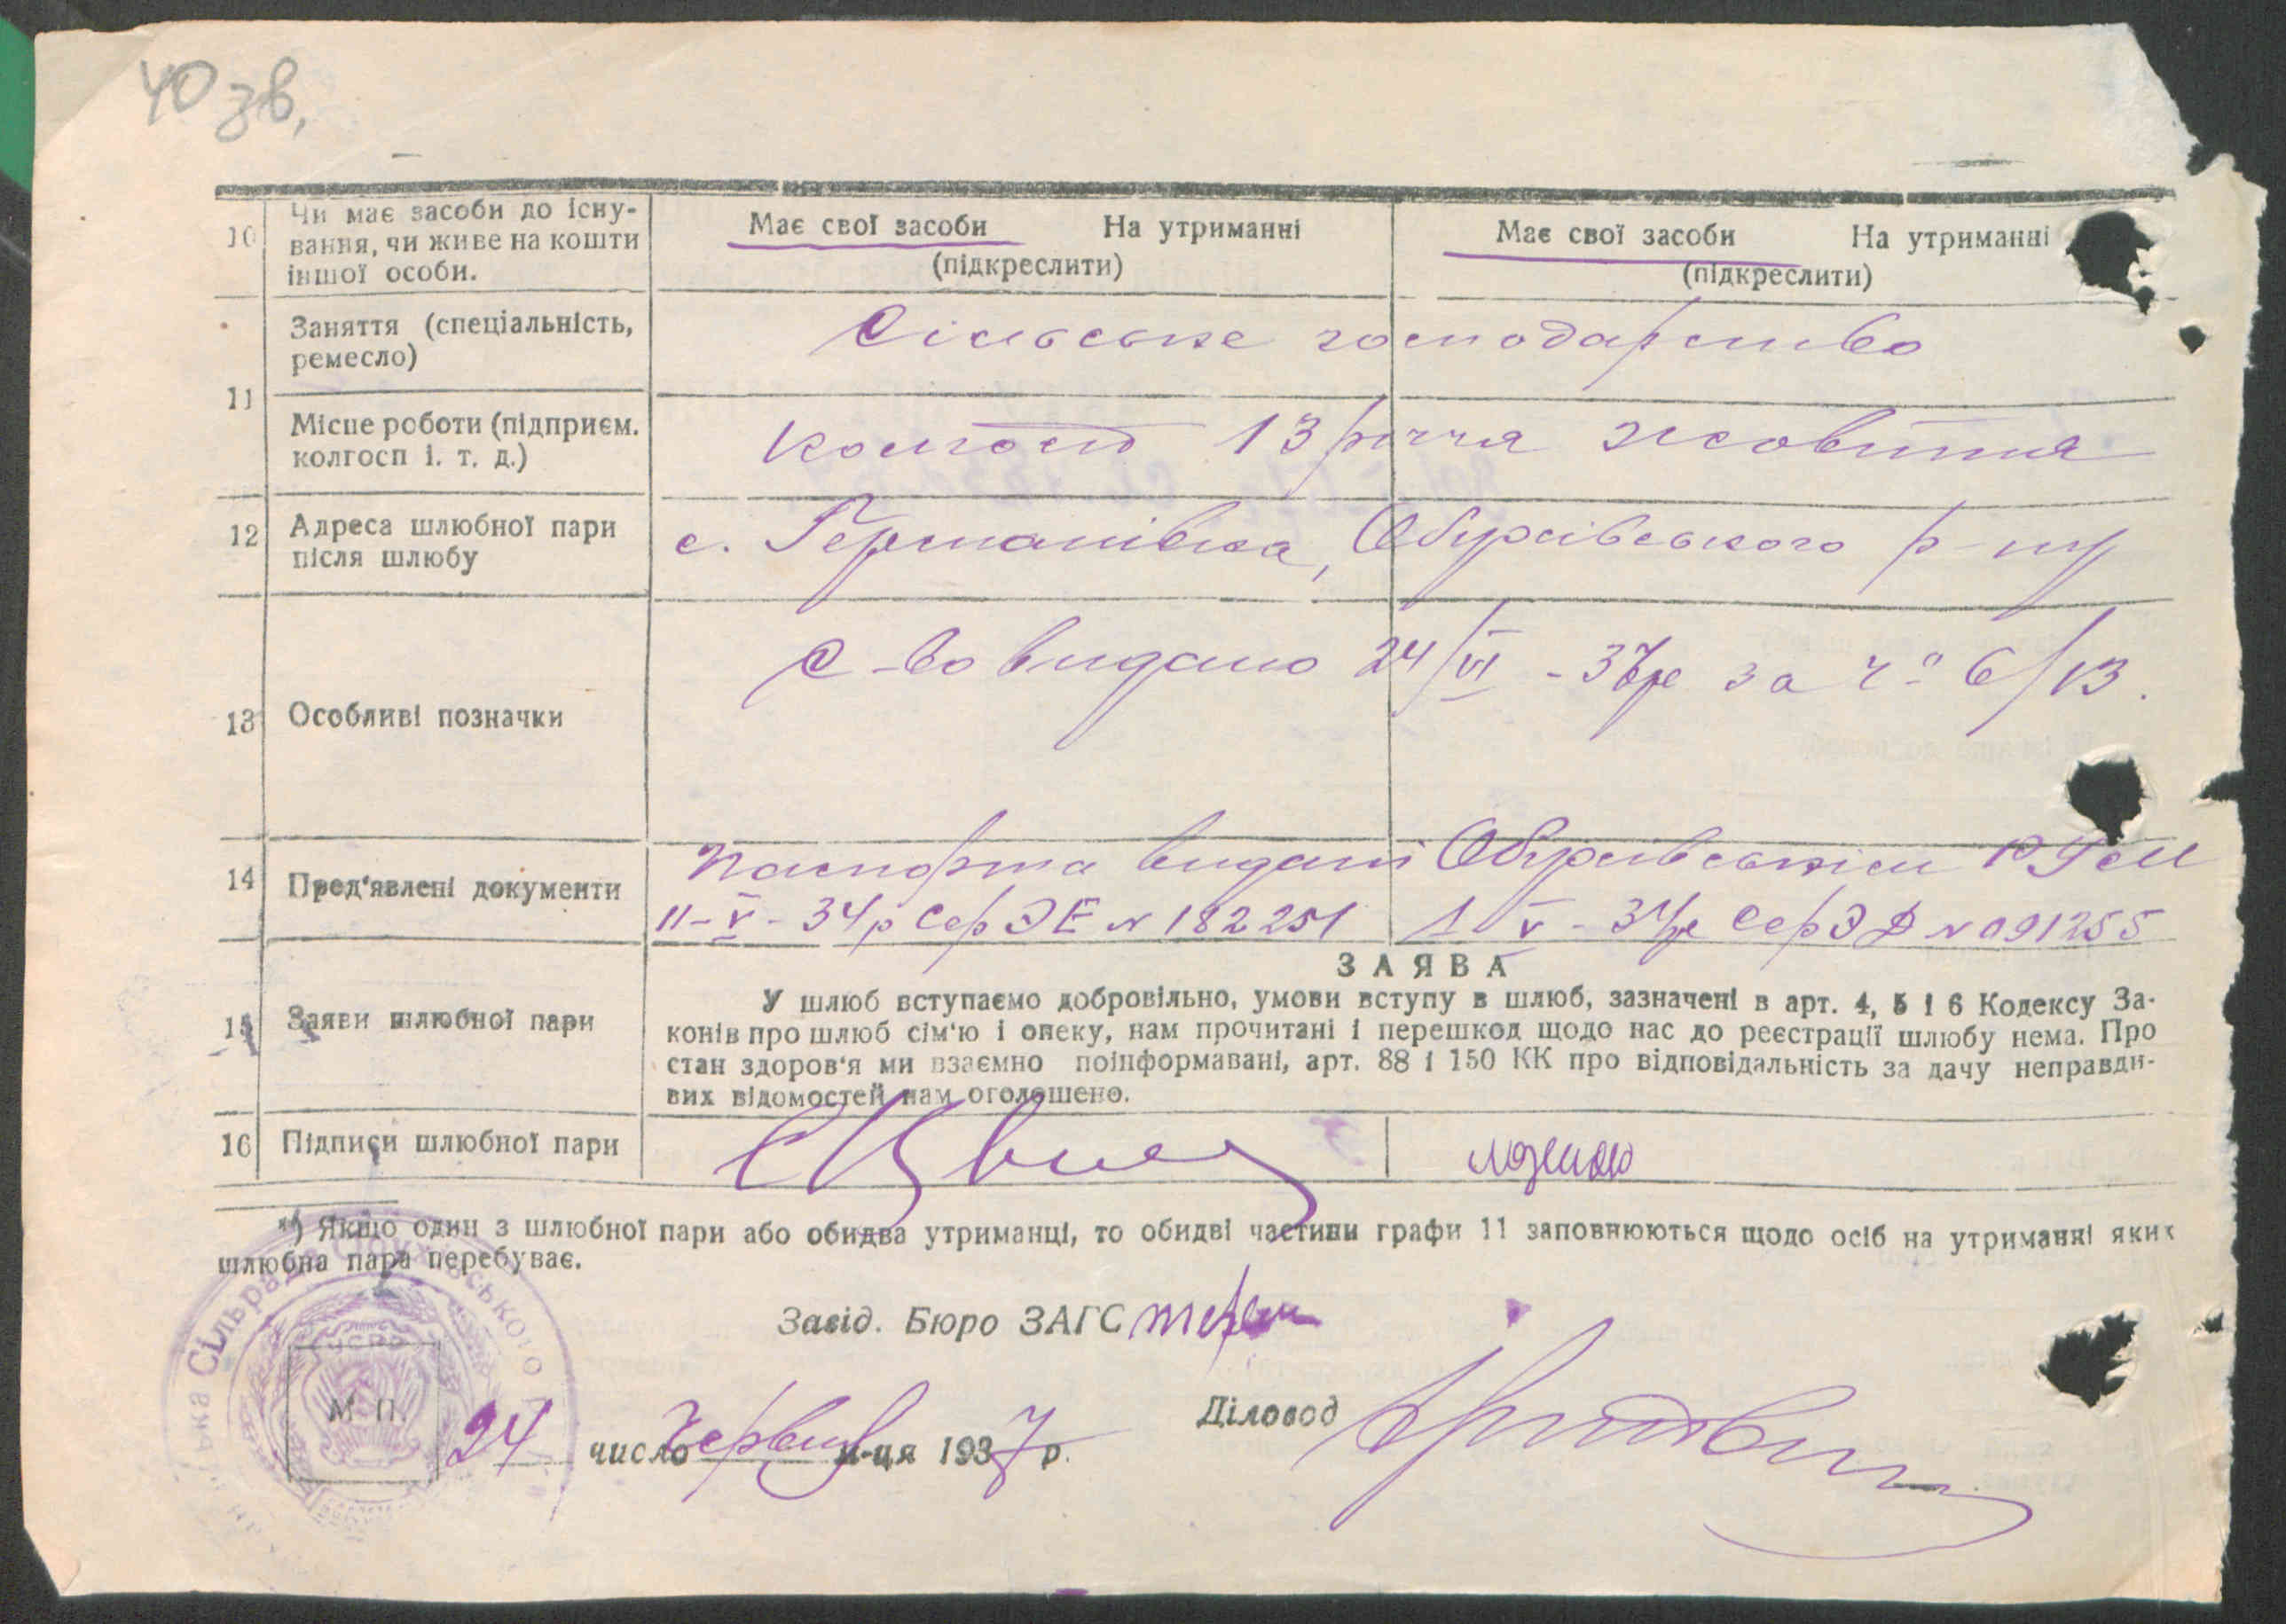 40 зв.
10 Чи має засоби до існу-
вання, чи живе на кошти
іншої особи.
Має свої засоби На утриманні
(підкреслити)
Має свої засоби На утриманні
(підкреслити)
11 Заняття (спеціальність,
ремесло)
Сільське господарство
Місце роботи (підприєм.
колгосп і. т. д.)
Колгосп 13 річчя жовтня
12 Адреса шлюбної пари
після шлюбу
с. Германівка, Обухівського р-ну
13 Особливі позначки
С-во видано 24/VI - 37р за ч° 6/13.
14 Пред'явлені документи
Паспорта видані Обухівським
11-V-34р Сер ЭЕ № 182251
V - 34р Сер ЭД № 091255
15 Заяви шлюбної пари
ЗАЯВА
У шлюб вступаємо добровільно, умови вступу в шлюб, зазначені в арт. 4, 5 і 6 Кодексу За-
конів про шлюб сім'ю і опеку, нам прочитані і перешкод щодо нас до реєстрації шлюбу нема. Про
стан здоров'я ми взаємно поінформавані, арт. 88 і 150 КК про відповідальність за дачу неправди-
вих відомостей нам оголошено.
16 Підписи шлюбної пари
*) Якщо один з шлюбної пари або обидва утриманці, то обидві частини графи 11 заповнюються щодо осіб на утриманні яких
шлюбна пара перебуває.
Завід. Бюро ЗАГС
Діловод
М. П.
24 число червня м-ця 1937 р.